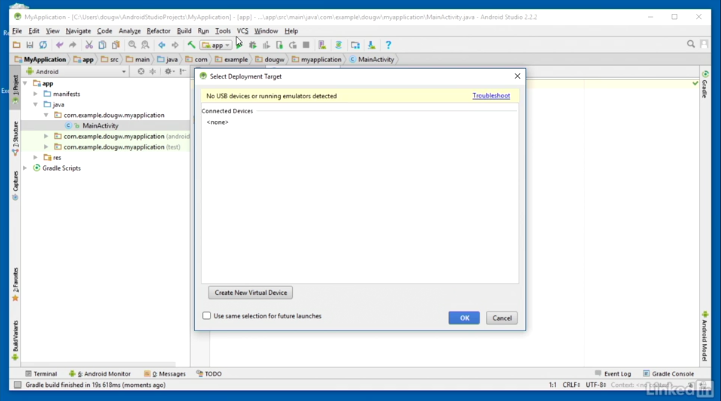 MyApplication - [C:\Users\dougw\AndroidStudioProjects\MyApplication] - [app] - ...\app\src\main\java\com\example\dougw\myapplication\MainActivity.java - Android Studio 2.2.2
File Edit View Navigate Code Analyze Refactor Build Run Tools VCS Window Help
app
MyApplication app src main java com example dougw myapplication MainActivity
Android
1: Project
app
manifests
java
com.example.dougw.myapplication
MainActivity
com.example.dougw.myapplication (android
com.example.dougw.myapplication (test)
res
Gradle Scripts
Select Deployment Target
No USB devices or running emulators detected
Troubleshoot
Connected Devices
<none>
Create New Virtual Device
Use same selection for future launches
OK
Cancel
Gradle
Z: Structure
Captures
2: Favorites
Build Variants
Android Model
Terminal 6: Android Monitor 0: Messages TODO
Event Log Gradle Console
Gradle build finished in 19s 618ms (moments ago)
1:1 CRLF UTF-8 Context:
Linked in